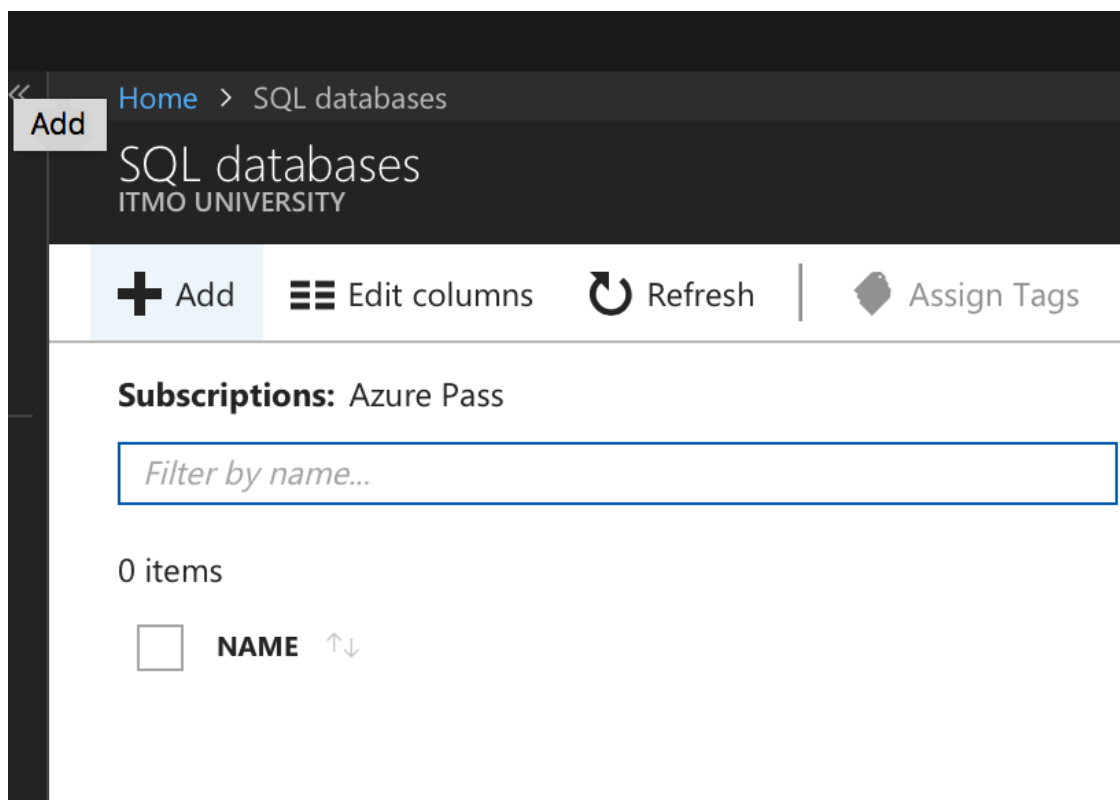 Home > SQL databases
Add
SQL databases
ITMO UNIVERSITY
Add Edit columns Refresh Assign Tags
Subscriptions: Azure Pass
Filter by name...
0 items
NAME ↑↓